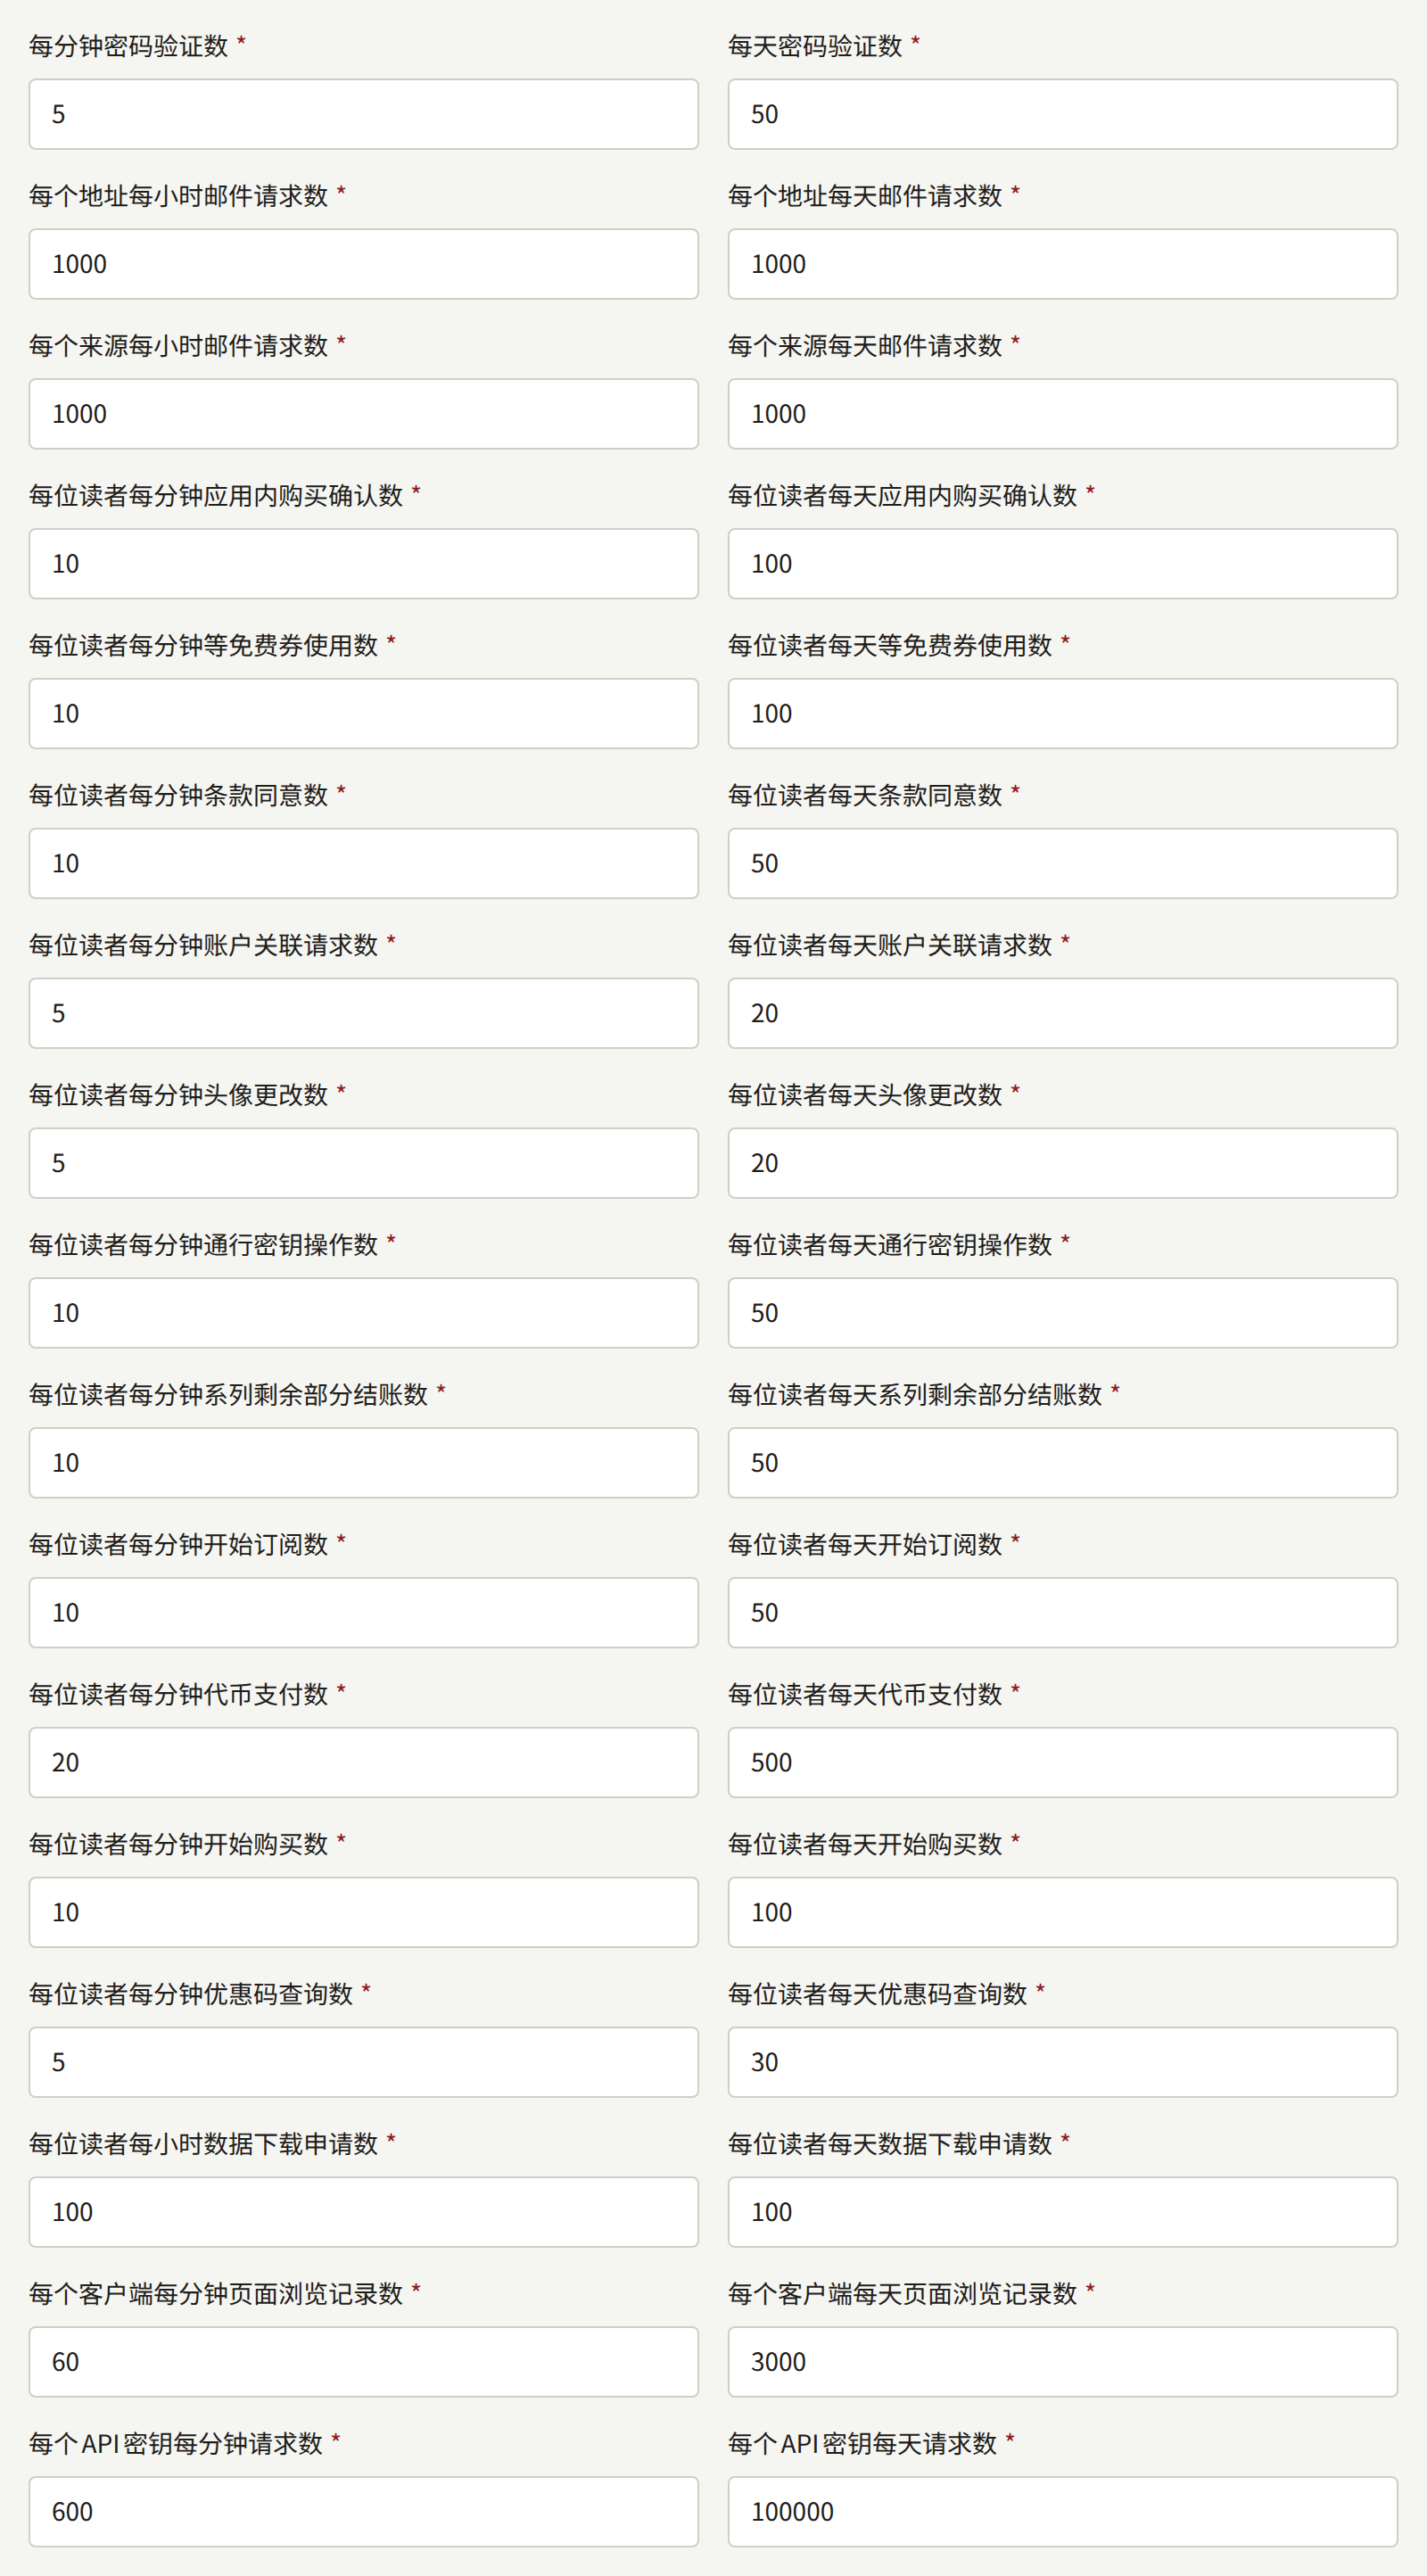 每分钟密码验证数 *
每天密码验证数 *
5
50
每个地址每小时邮件请求数 *
每个地址每天邮件请求数 *
1000
1000
每个来源每小时邮件请求数 *
每个来源每天邮件请求数 *
1000
1000
每位读者每分钟应用内购买确认数 *
每位读者每天应用内购买确认数 *
10
100
每位读者每分钟等免费券使用数 *
每位读者每天等免费券使用数 *
10
100
每位读者每分钟条款同意数 *
每位读者每天条款同意数 *
10
50
每位读者每分钟账户关联请求数 *
每位读者每天账户关联请求数 *
5
20
每位读者每分钟头像更改数 *
每位读者每天头像更改数 *
5
20
每位读者每分钟通行密钥操作数 *
每位读者每天通行密钥操作数 *
10
50
每位读者每分钟系列剩余部分结账数 *
每位读者每天系列剩余部分结账数 *
10
50
每位读者每分钟开始订阅数 *
每位读者每天开始订阅数 *
10
50
每位读者每分钟代币支付数 *
每位读者每天代币支付数 *
20
500
每位读者每分钟开始购买数 *
每位读者每天开始购买数 *
10
100
每位读者每分钟优惠码查询数 *
每位读者每天优惠码查询数 *
5
30
每位读者每小时数据下载申请数 *
每位读者每天数据下载申请数 *
100
100
每个客户端每分钟页面浏览记录数 *
每个客户端每天页面浏览记录数 *
60
3000
每个 API 密钥每分钟请求数 *
每个 API 密钥每天请求数 *
600
100000